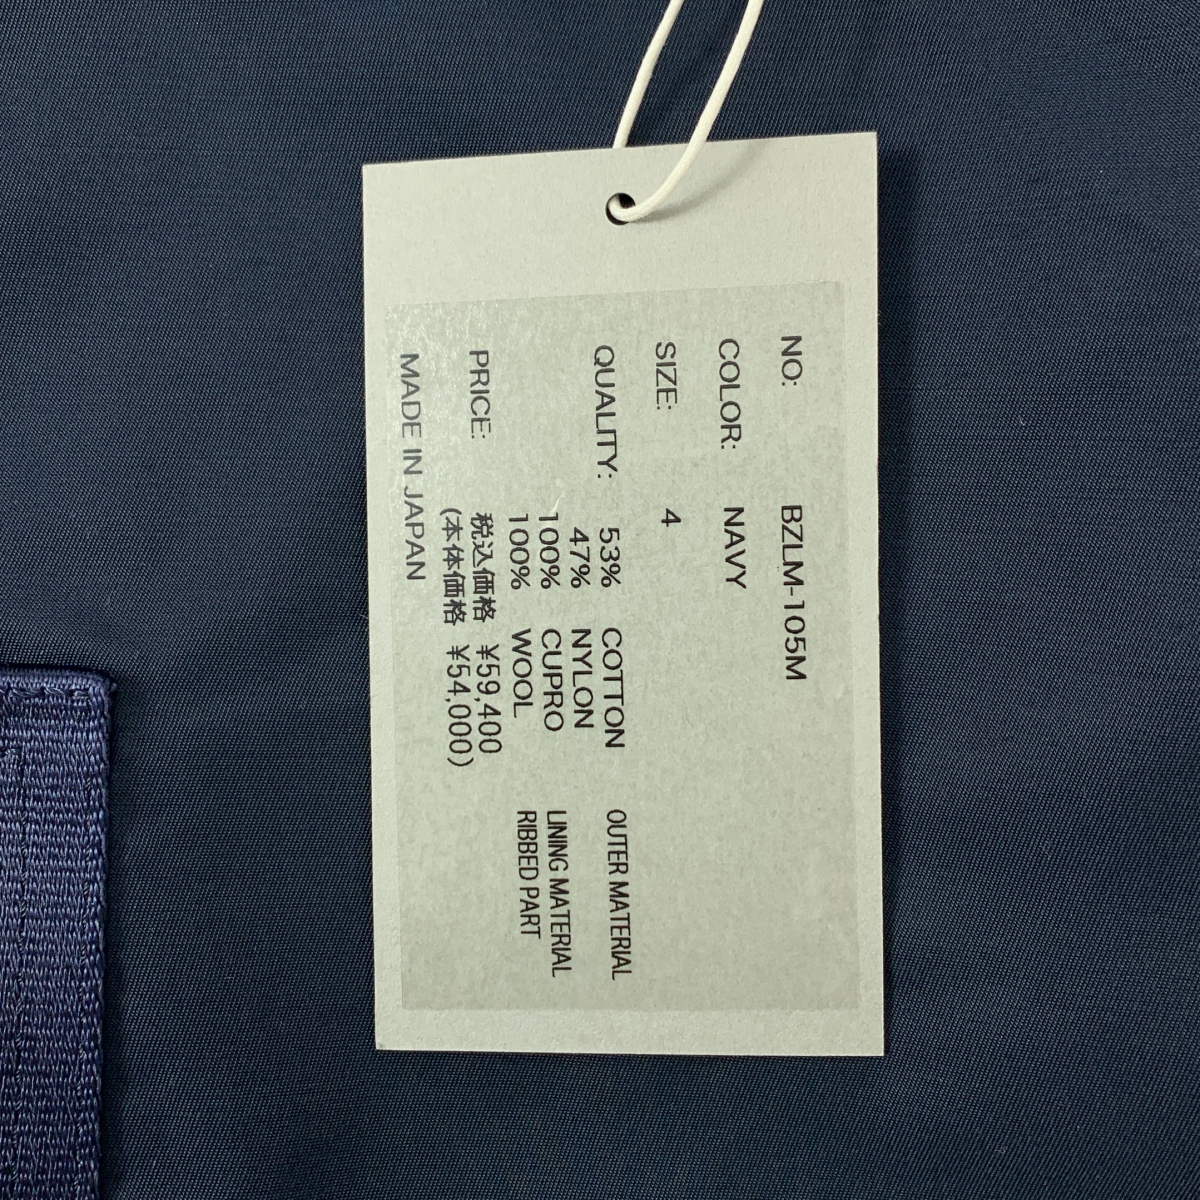 NO: BZLM-105M
COLOR: NAVY
SIZE: 4
QUALITY: 53% COTTON OUTER MATERIAL
47% NYLON
100% CUPRO LINING MATERIAL
100% WOOL RIBBED PART
PRICE: 税込価格 ¥59,400
(本体価格 ¥54,000)
MADE IN JAPAN